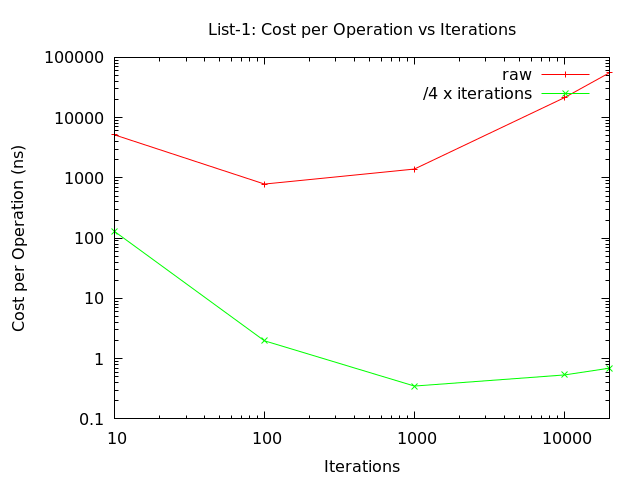 List-1: Cost per Operation vs Iterations
100000
raw
/4 x iterations
10000
1000
100
10
1
0.1
Cost per Operation (ns)
10 100 1000 10000
Iterations